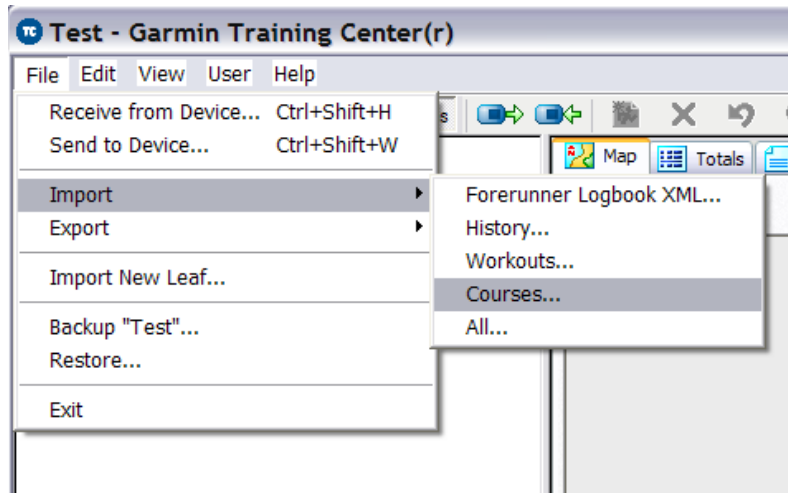 TC Test - Garmin Training Center(r)
File Edit View User Help
Receive from Device... Ctrl+Shift+H
Send to Device... Ctrl+Shift+W
Import
Export
Import New Leaf...
Backup "Test"...
Restore...
Exit
s
Map Totals
Forerunner Logbook XML...
History...
Workouts...
Courses...
All...